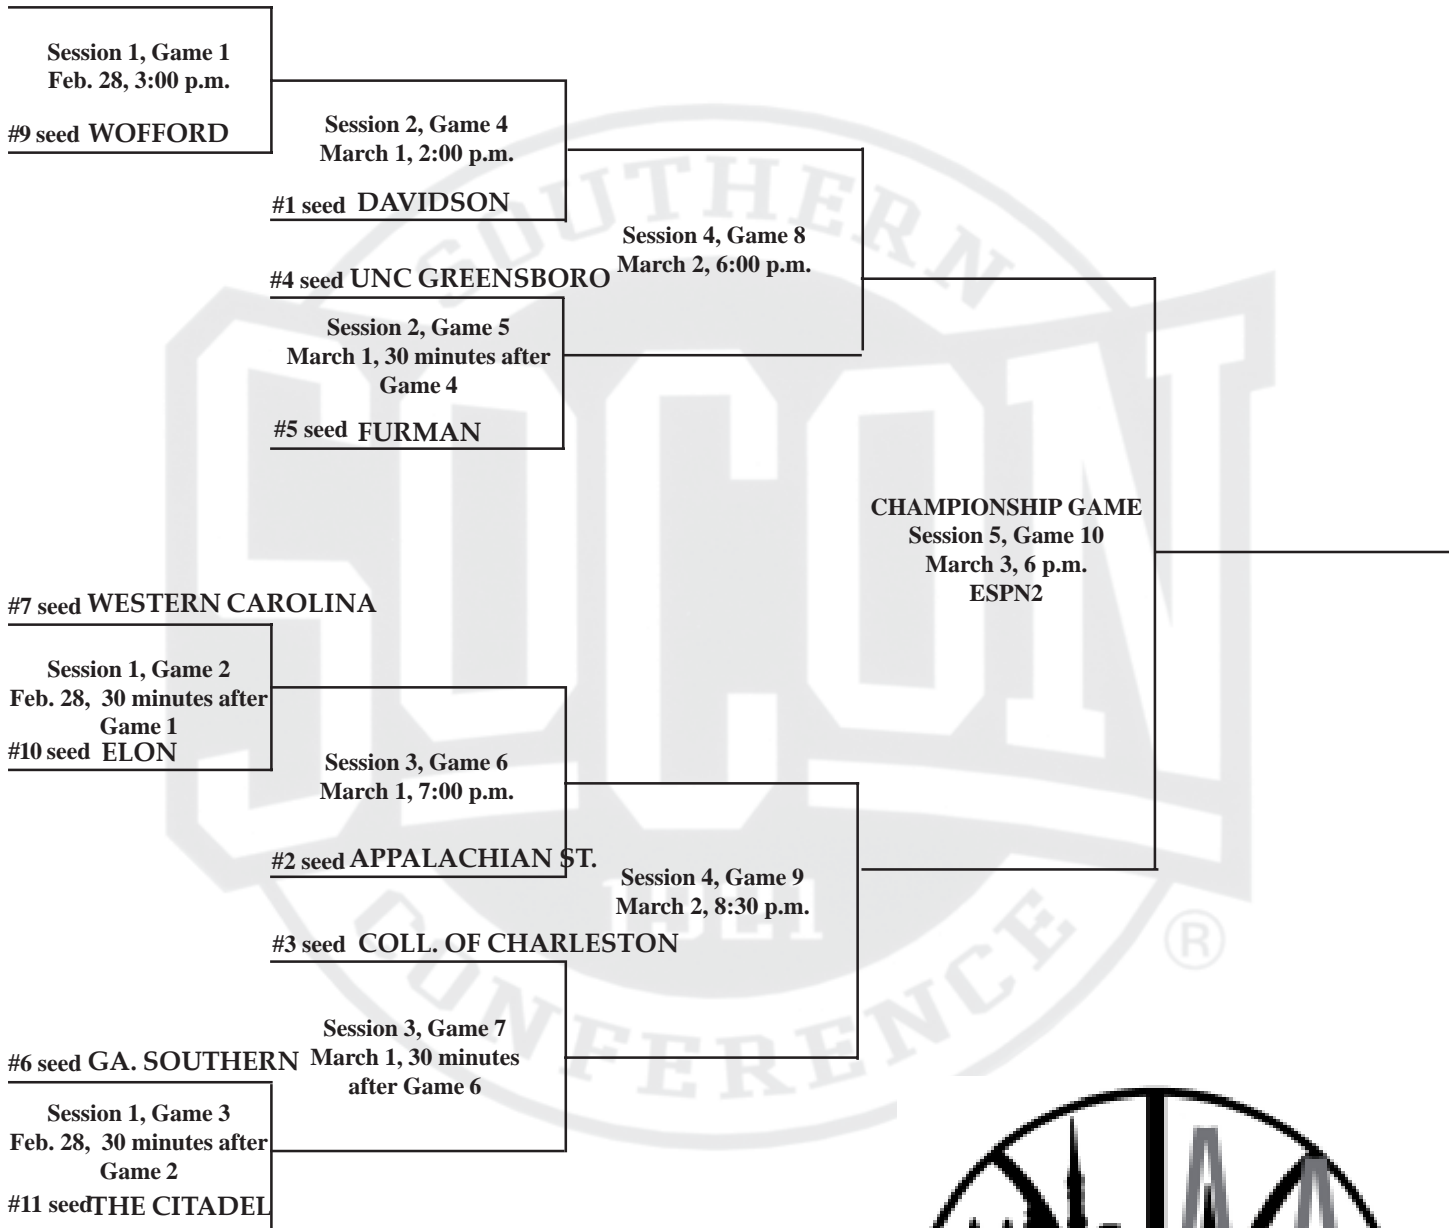 Session 1, Game 1
Feb. 28, 3:00 p.m.
#9 seed WOFFORD
Session 2, Game 4
March 1, 2:00 p.m.
#1 seed DAVIDSON
Session 4, Game 8
March 2, 6:00 p.m.
#4 seed UNC GREENSBORO
Session 2, Game 5
March 1, 30 minutes after
Game 4
#5 seed FURMAN
CHAMPIONSHIP GAME
Session 5, Game 10
March 3, 6 p.m.
ESPN2
#7 seed WESTERN CAROLINA
Session 1, Game 2
Feb. 28, 30 minutes after
Game 1
#10 seed ELON
Session 3, Game 6
March 1, 7:00 p.m.
#2 seed APPALACHIAN ST.
Session 4, Game 9
March 2, 8:30 p.m.
#3 seed COLL. OF CHARLESTON
Session 3, Game 7
March 1, 30 minutes
after Game 6
#6 seed GA. SOUTHERN
Session 1, Game 3
Feb. 28, 30 minutes after
Game 2
#11 seed THE CITADEL
SOUTHERN
SOCON
1921
CONFERENCE
®